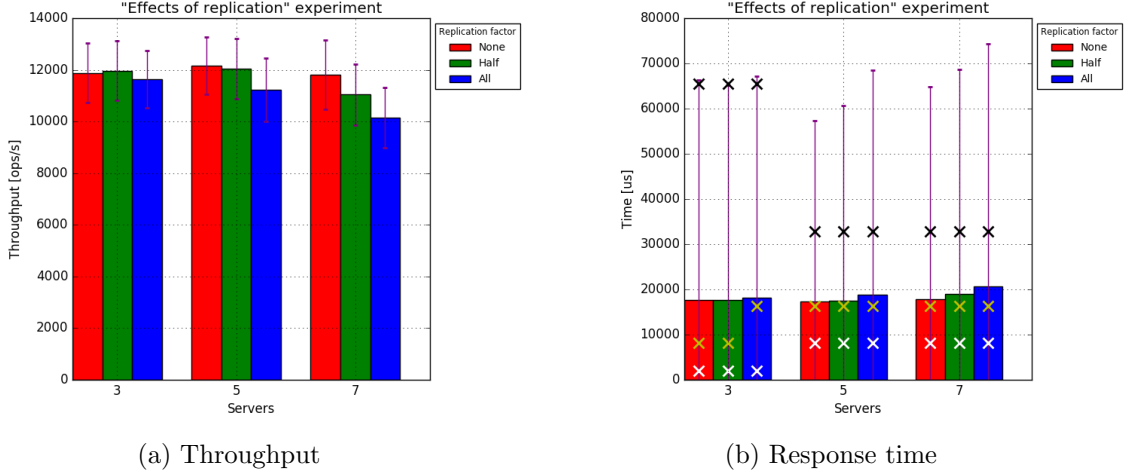 "Effects of replication" experiment
14000
12000
10000
8000
6000
4000
2000
0
Throughput [ops/s]
3
5
7
Servers
Replication factor
None
Half
All
(a) Throughput
"Effects of replication" experiment
80000
70000
60000
50000
40000
30000
20000
10000
0
Time [us]
3
5
7
Servers
Replication factor
None
Half
All
(b) Response time